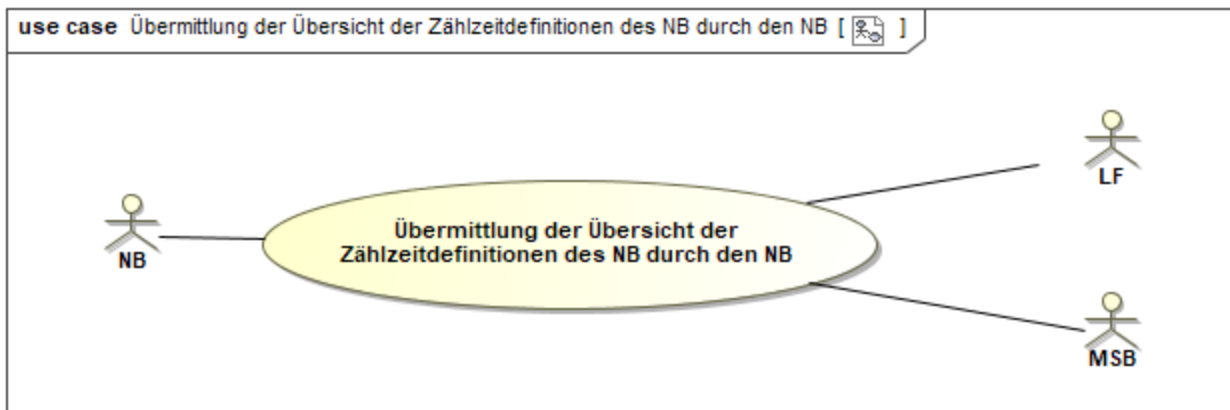 use case Übermittlung der Übersicht der Zählzeitdefinitionen des NB durch den NB [ ]
LF
Übermittlung der Übersicht der
Zählzeitdefinitionen des NB durch den NB
NB
MSB